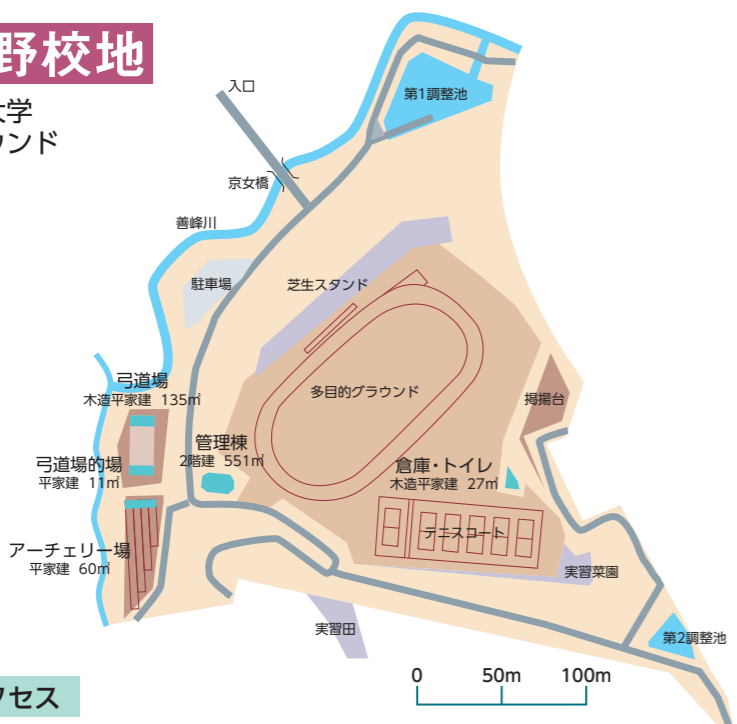 野校地
大学
ウンド
入口
第1調整池
京女橋
善峰川
駐車場
芝生スタンド
弓道場
木造平家建 135㎡
多目的グラウンド
掲揚台
管理棟
2階建 551㎡
弓道場的場
平家建 11㎡
倉庫・トイレ
木造平家建 27㎡
テニスコート
アーチェリー場
平家建 60㎡
実習菜園
実習田
第2調整池
0 50m 100m
クセス